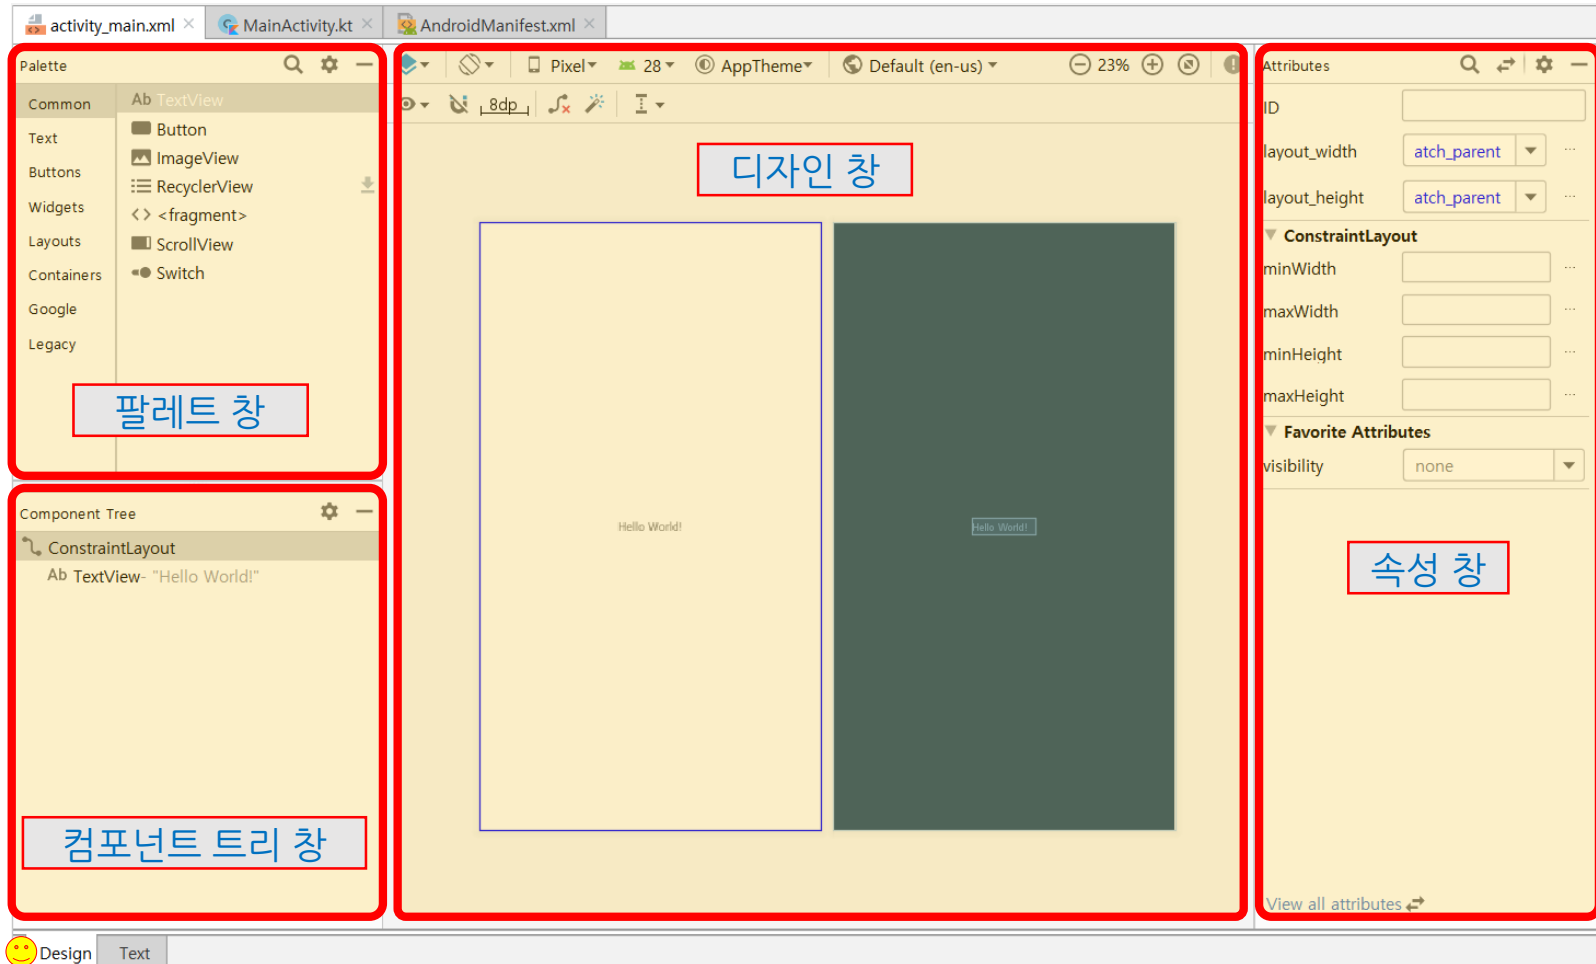 activity_main.xml
MainActivity.kt
AndroidManifest.xml
Palette
Common
Text
Buttons
Widgets
Layouts
Containers
Google
Legacy
Ab TextView
Button
ImageView
RecyclerView
<fragment>
ScrollView
Switch
팔레트 창
Component Tree
ConstraintLayout
Ab TextView- "Hello World!"
컴포넌트 트리 창
Pixel
28
AppTheme
Default (en-us)
23%
8dp
디자인 창
Hello World!
Hello World!
Attributes
ID
layout_width atch_parent
layout_height atch_parent
ConstraintLayout
minWidth
maxWidth
minHeight
maxHeight
Favorite Attributes
visibility none
속성 창
View all attributes
Design
Text